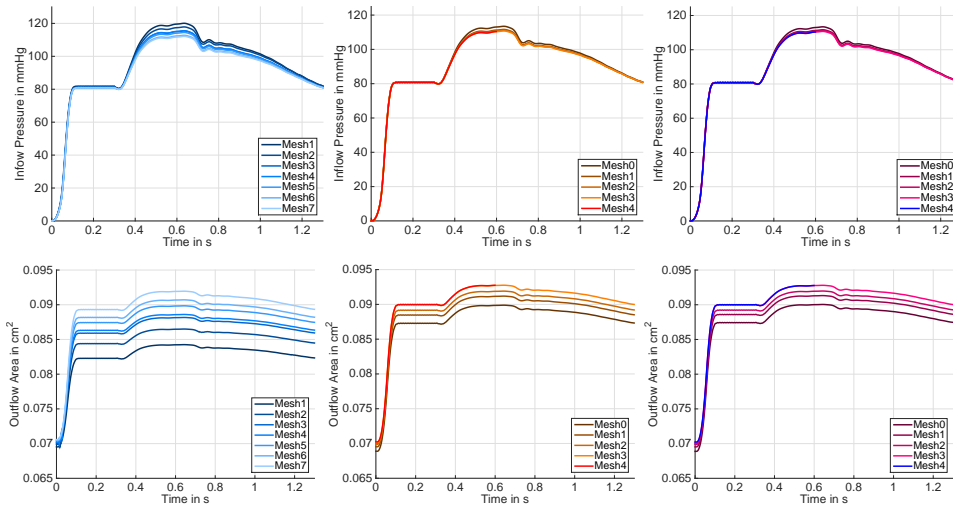 120
100
80
60
40
20
0
0 0.2 0.4 0.6 0.8 1 1.2
Inflow Pressure in mmHg
Time in s
Mesh1
Mesh2
Mesh3
Mesh4
Mesh5
Mesh6
Mesh7
120
100
80
60
40
20
0
0 0.2 0.4 0.6 0.8 1 1.2
Inflow Pressure in mmHg
Time in s
Mesh0
Mesh1
Mesh2
Mesh3
Mesh4
120
100
80
60
40
20
0
0 0.2 0.4 0.6 0.8 1 1.2
Inflow Pressure in mmHg
Time in s
Mesh0
Mesh1
Mesh2
Mesh3
Mesh4
0.095
0.09
0.085
0.08
0.075
0.07
0.065
0 0.2 0.4 0.6 0.8 1 1.2
Outflow Area in cm²
Time in s
Mesh1
Mesh2
Mesh3
Mesh4
Mesh5
Mesh6
Mesh7
0.095
0.09
0.085
0.08
0.075
0.07
0.065
0 0.2 0.4 0.6 0.8 1 1.2
Outflow Area in cm²
Time in s
Mesh0
Mesh1
Mesh2
Mesh3
Mesh4
0.095
0.09
0.085
0.08
0.075
0.07
0.065
0 0.2 0.4 0.6 0.8 1 1.2
Outflow Area in cm²
Time in s
Mesh0
Mesh1
Mesh2
Mesh3
Mesh4